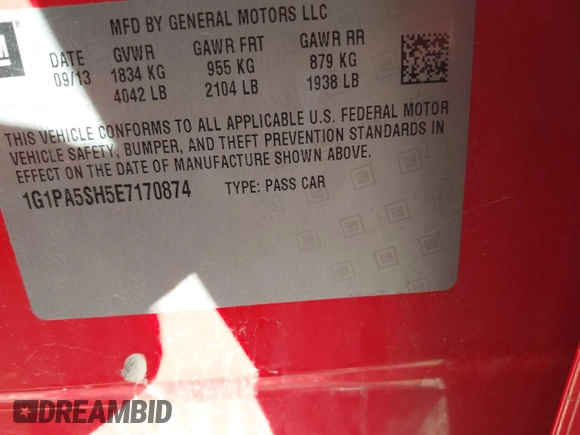 GM
MFD BY GENERAL MOTORS LLC
DATE GVWR GAWR FRT GAWR RR
09/13 1834 KG 955 KG 879 KG
4042 LB 2104 LB 1938 LB
THIS VEHICLE CONFORMS TO ALL APPLICABLE U.S. FEDERAL MOTOR
VEHICLE SAFETY, BUMPER, AND THEFT PREVENTION STANDARDS IN
EFFECT ON THE DATE OF MANUFACTURE SHOWN ABOVE.
1G1PA5SH5E7170874 TYPE: PASS CAR
DREAMBID